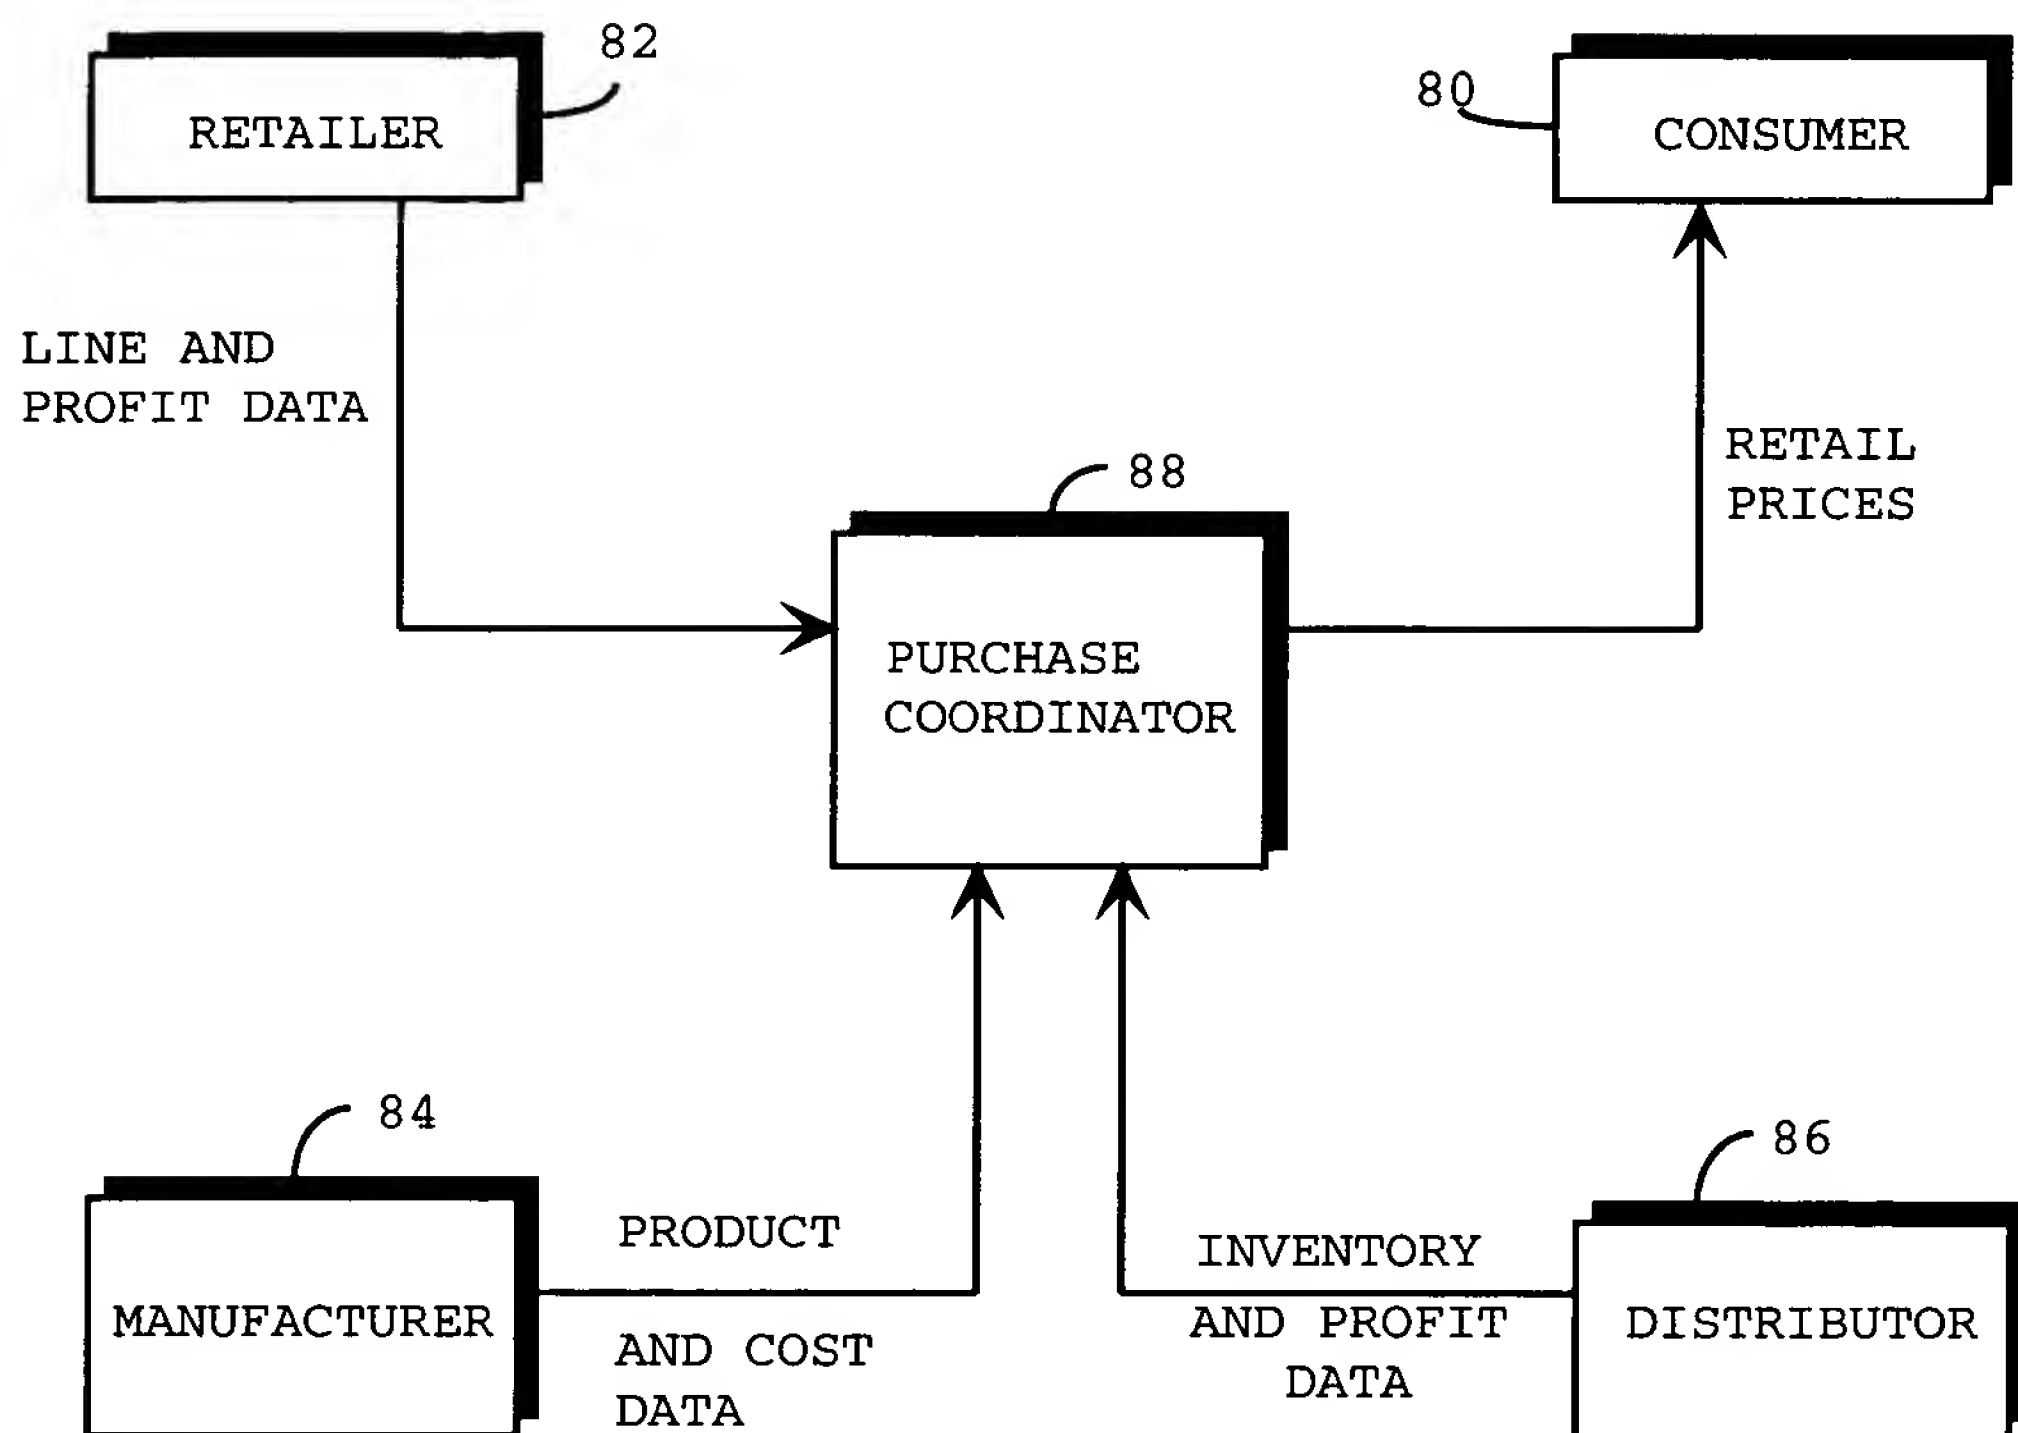 82
RETAILER
80
CONSUMER
LINE AND
PROFIT DATA
RETAIL
PRICES
88
PURCHASE
COORDINATOR
84
MANUFACTURER
PRODUCT
AND COST
DATA
INVENTORY
AND PROFIT
DATA
86
DISTRIBUTOR